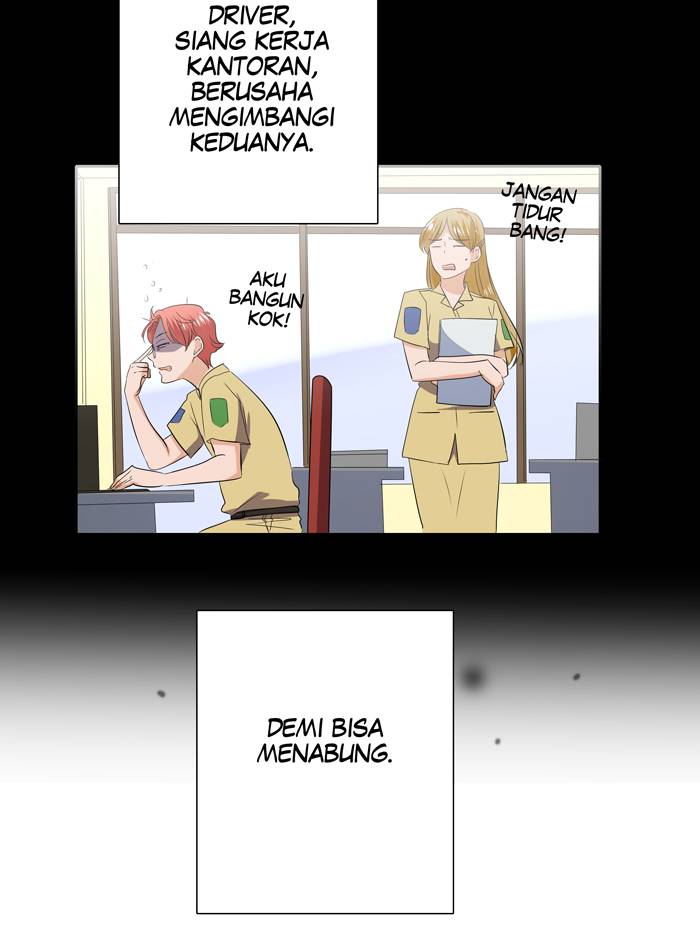 DRIVER,
SIANG KERJA
KANTORAN,
BERUSAHA
MENGIMBANGI
KEDUANYA.
JANGAN
TIDUR
BANG!
AKU
BANGUN
KOK!
DEMI BISA
MENABUNG.